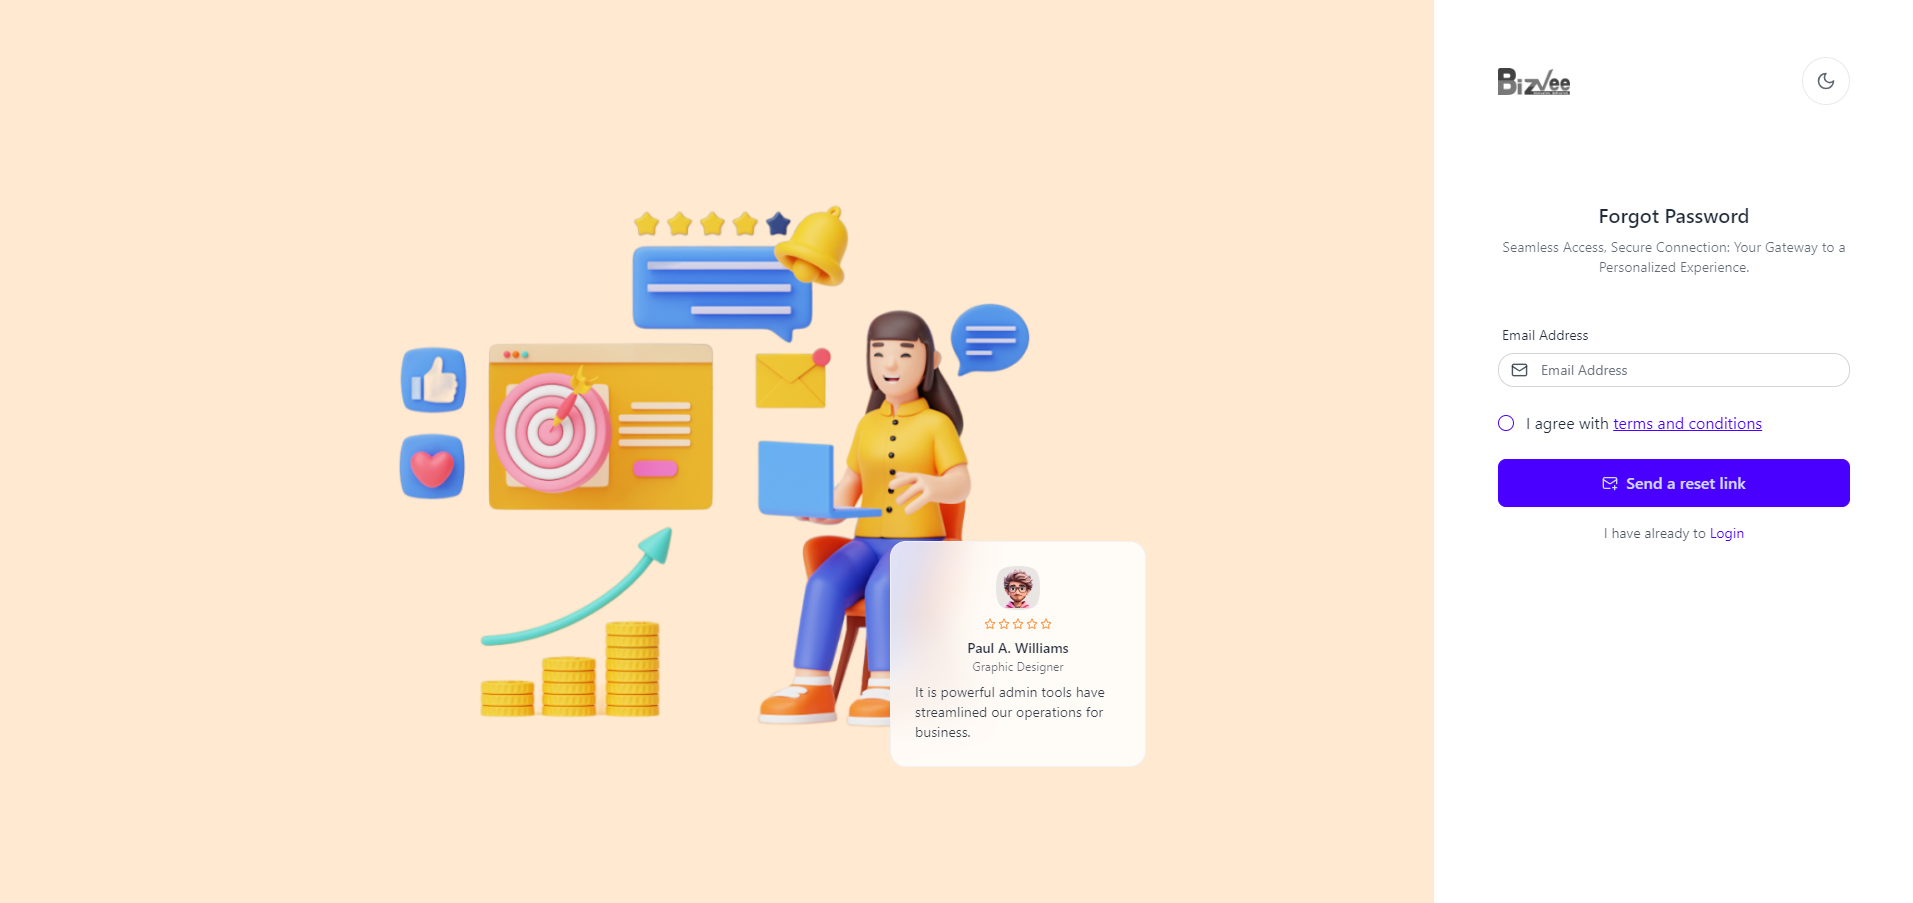 BizVee
Forgot Password
Seamless Access, Secure Connection: Your Gateway to a
Personalized Experience.
Email Address
Email Address
I agree with terms and conditions
Send a reset link
I have already to Login
Paul A. Williams
Graphic Designer
It is powerful admin tools have
streamlined our operations for
business.